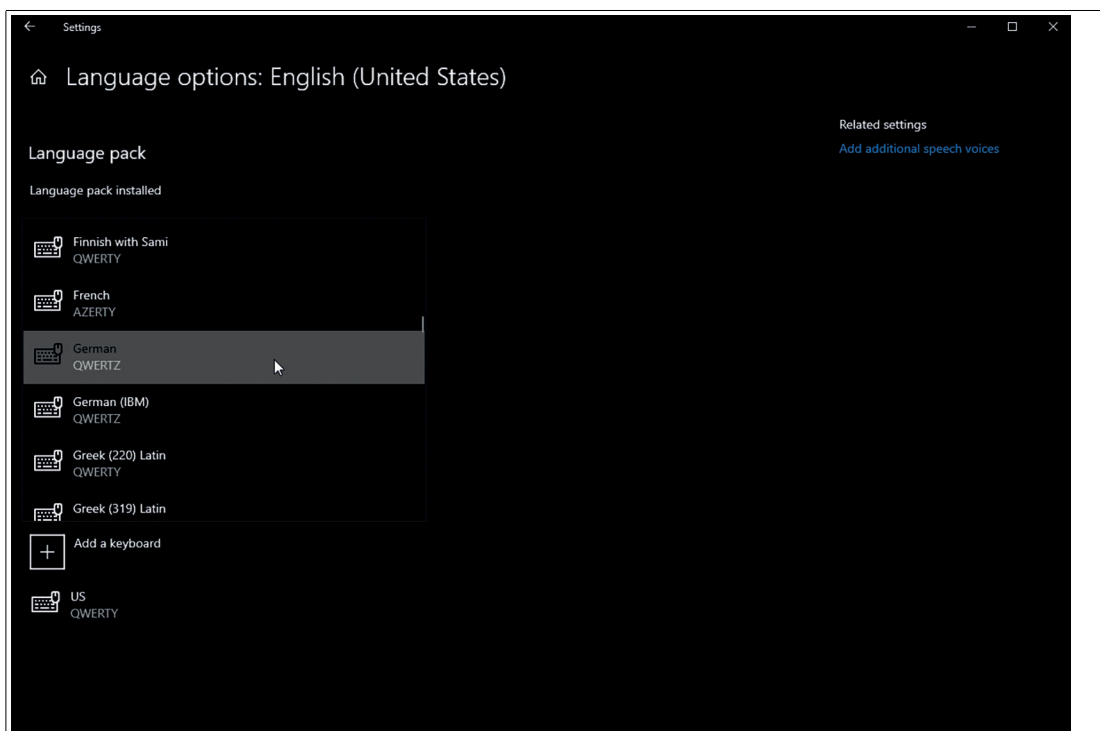 Settings
Language options: English (United States)
Related settings
Add additional speech voices
Language pack
Language pack installed
Finnish with Sami
QWERTY
French
AZERTY
German
QWERTZ
German (IBM)
QWERTZ
Greek (220) Latin
QWERTY
Greek (319) Latin
Add a keyboard
US
QWERTY